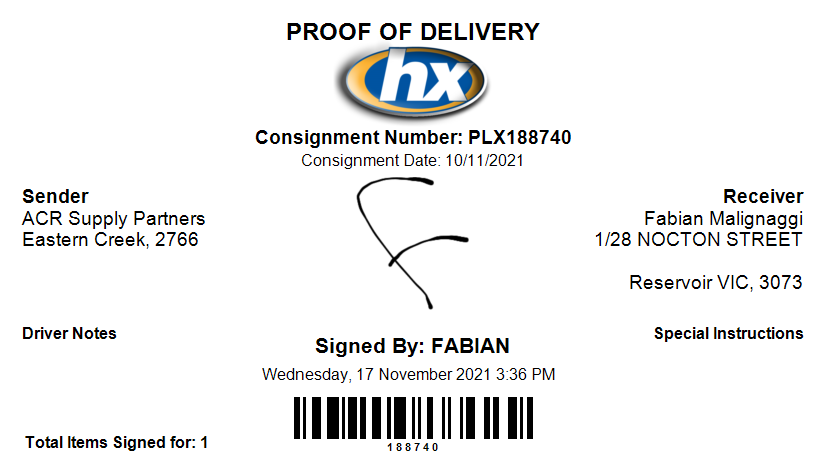 PROOF OF DELIVERY
hx
Consignment Number: PLX188740
Consignment Date: 10/11/2021
Sender
ACR Supply Partners
Eastern Creek, 2766
Receiver
Fabian Malignaggi
1/28 NOCTON STREET
Reservoir VIC, 3073
Driver Notes
Special Instructions
Signed By: FABIAN
Wednesday, 17 November 2021 3:36 PM
188740
Total Items Signed for: 1